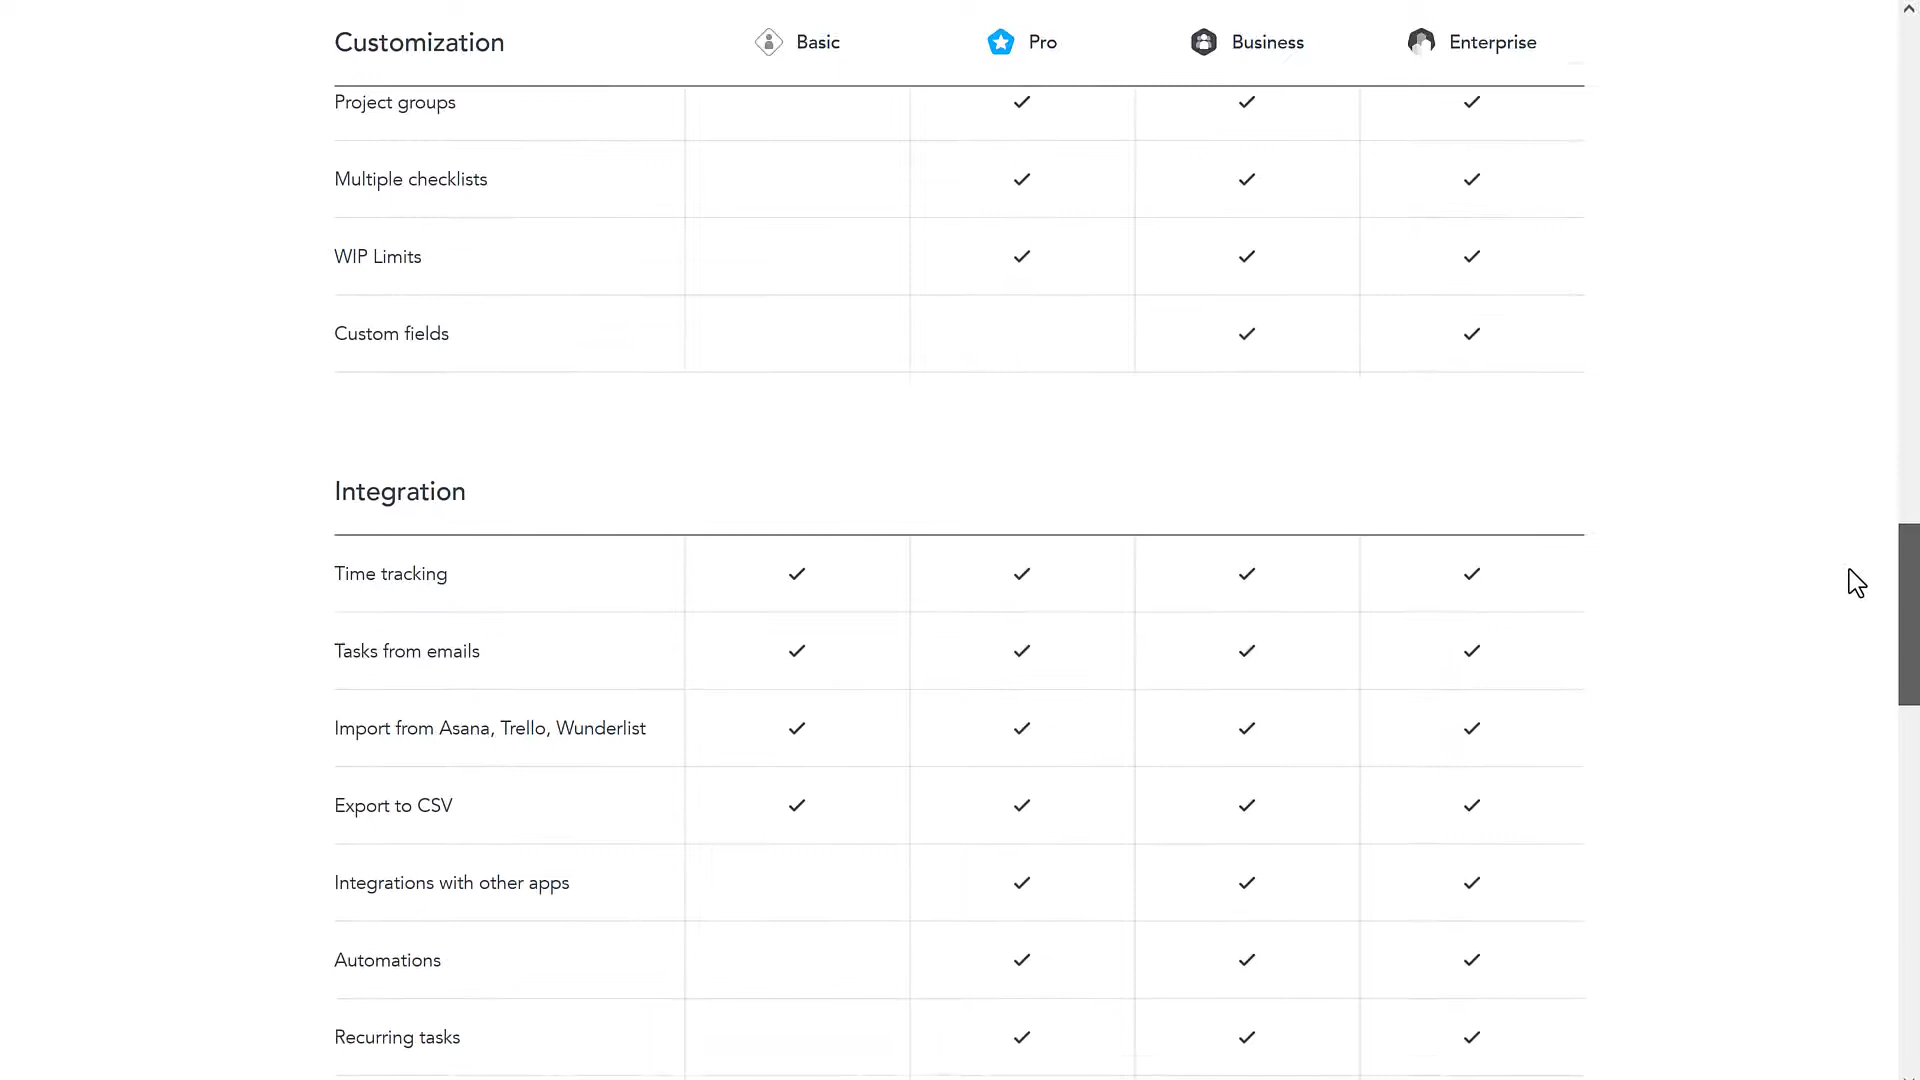 Customization Basic Pro Business Enterprise
Project groups ✓ ✓ ✓
Multiple checklists ✓ ✓ ✓
WIP Limits ✓ ✓ ✓
Custom fields ✓ ✓
Integration
Time tracking ✓ ✓ ✓ ✓
Tasks from emails ✓ ✓ ✓ ✓
Import from Asana, Trello, Wunderlist ✓ ✓ ✓ ✓
Export to CSV ✓ ✓ ✓ ✓
Integrations with other apps ✓ ✓ ✓
Automations ✓ ✓ ✓
Recurring tasks ✓ ✓ ✓